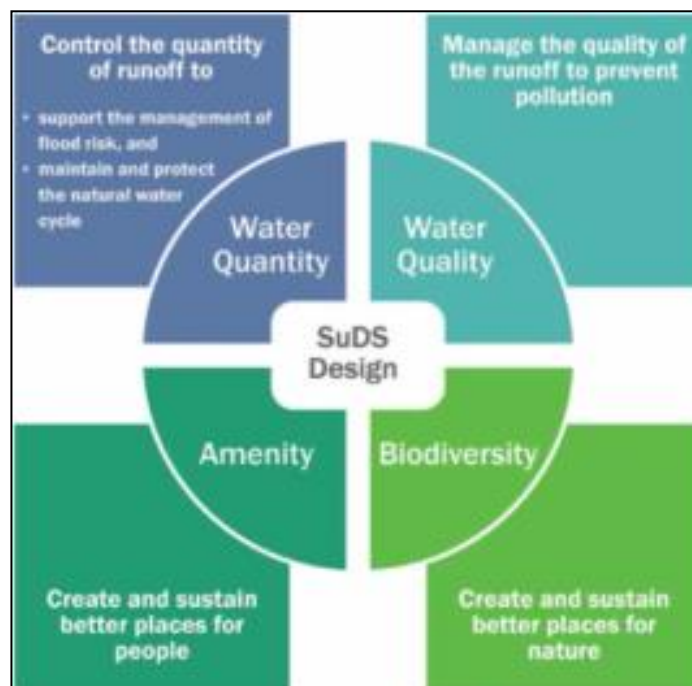 Control the quantity
of runoff to
• support the management of
flood risk, and
• maintain and protect
the natural water
cycle
Manage the quality of
the runoff to prevent
pollution
Water
Quantity
Water
Quality
SuDS
Design
Amenity
Biodiversity
Create and sustain
better places for
people
Create and sustain
better places for
nature